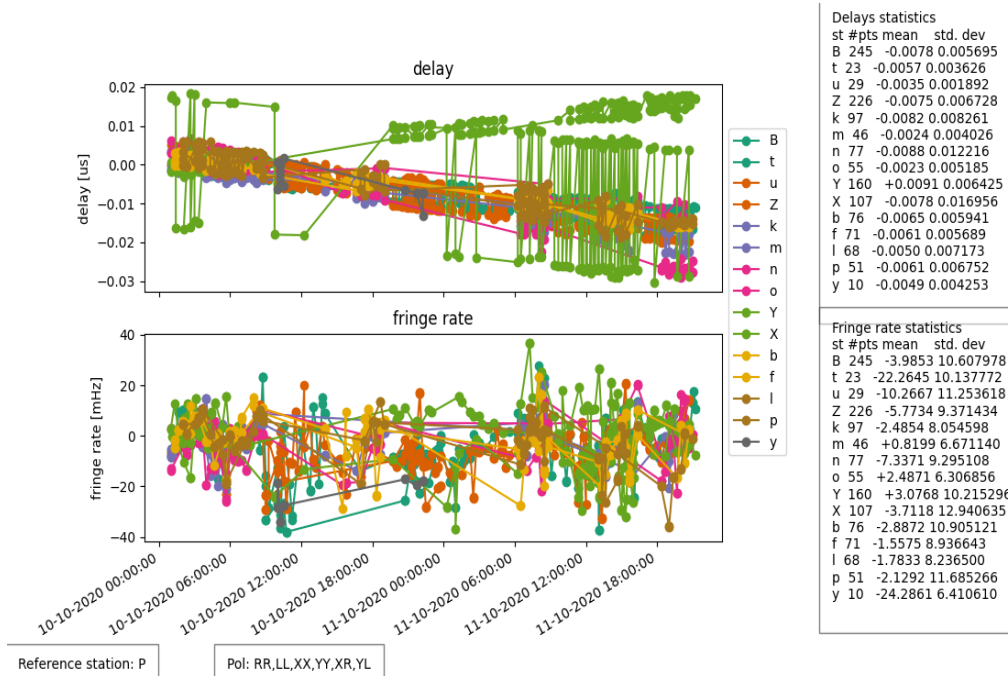 delay
0.02
0.01
0.00
−0.01
−0.02
−0.03
delay [us]
fringe rate
40
20
0
−20
−40
fringe rate [mHz]
10-10-2020 00:00:00
10-10-2020 06:00:00
10-10-2020 12:00:00
10-10-2020 18:00:00
11-10-2020 00:00:00
11-10-2020 06:00:00
11-10-2020 12:00:00
11-10-2020 18:00:00
B
t
u
Z
k
m
n
o
Y
X
b
f
l
p
y
Delays statistics
st #pts mean std. dev
B 245 -0.0078 0.005695
t 23 -0.0057 0.003626
u 29 -0.0035 0.001892
Z 226 -0.0075 0.006728
k 97 -0.0082 0.008261
m 46 -0.0024 0.004026
n 77 -0.0088 0.012216
o 55 -0.0023 0.005185
Y 160 +0.0091 0.006425
X 107 -0.0078 0.016956
b 76 -0.0065 0.005941
f 71 -0.0061 0.005689
l 68 -0.0050 0.007173
p 51 -0.0061 0.006752
y 10 -0.0049 0.004253
Fringe rate statistics
st #pts mean std. dev
B 245 -3.9853 10.607978
t 23 -22.2645 10.137772
u 29 -10.2667 11.253618
Z 226 -5.7734 9.371434
k 97 -2.4854 8.054598
m 46 +0.8199 6.671140
n 77 -7.3371 9.295108
o 55 +2.4871 6.306856
Y 160 +3.0768 10.215296
X 107 -3.7118 12.940635
b 76 -2.8872 10.905121
f 71 -1.5575 8.936643
l 68 -1.7833 8.236500
p 51 -2.1292 11.685266
y 10 -24.2861 6.410610
Reference station: P
Pol: RR,LL,XX,YY,XR,YL